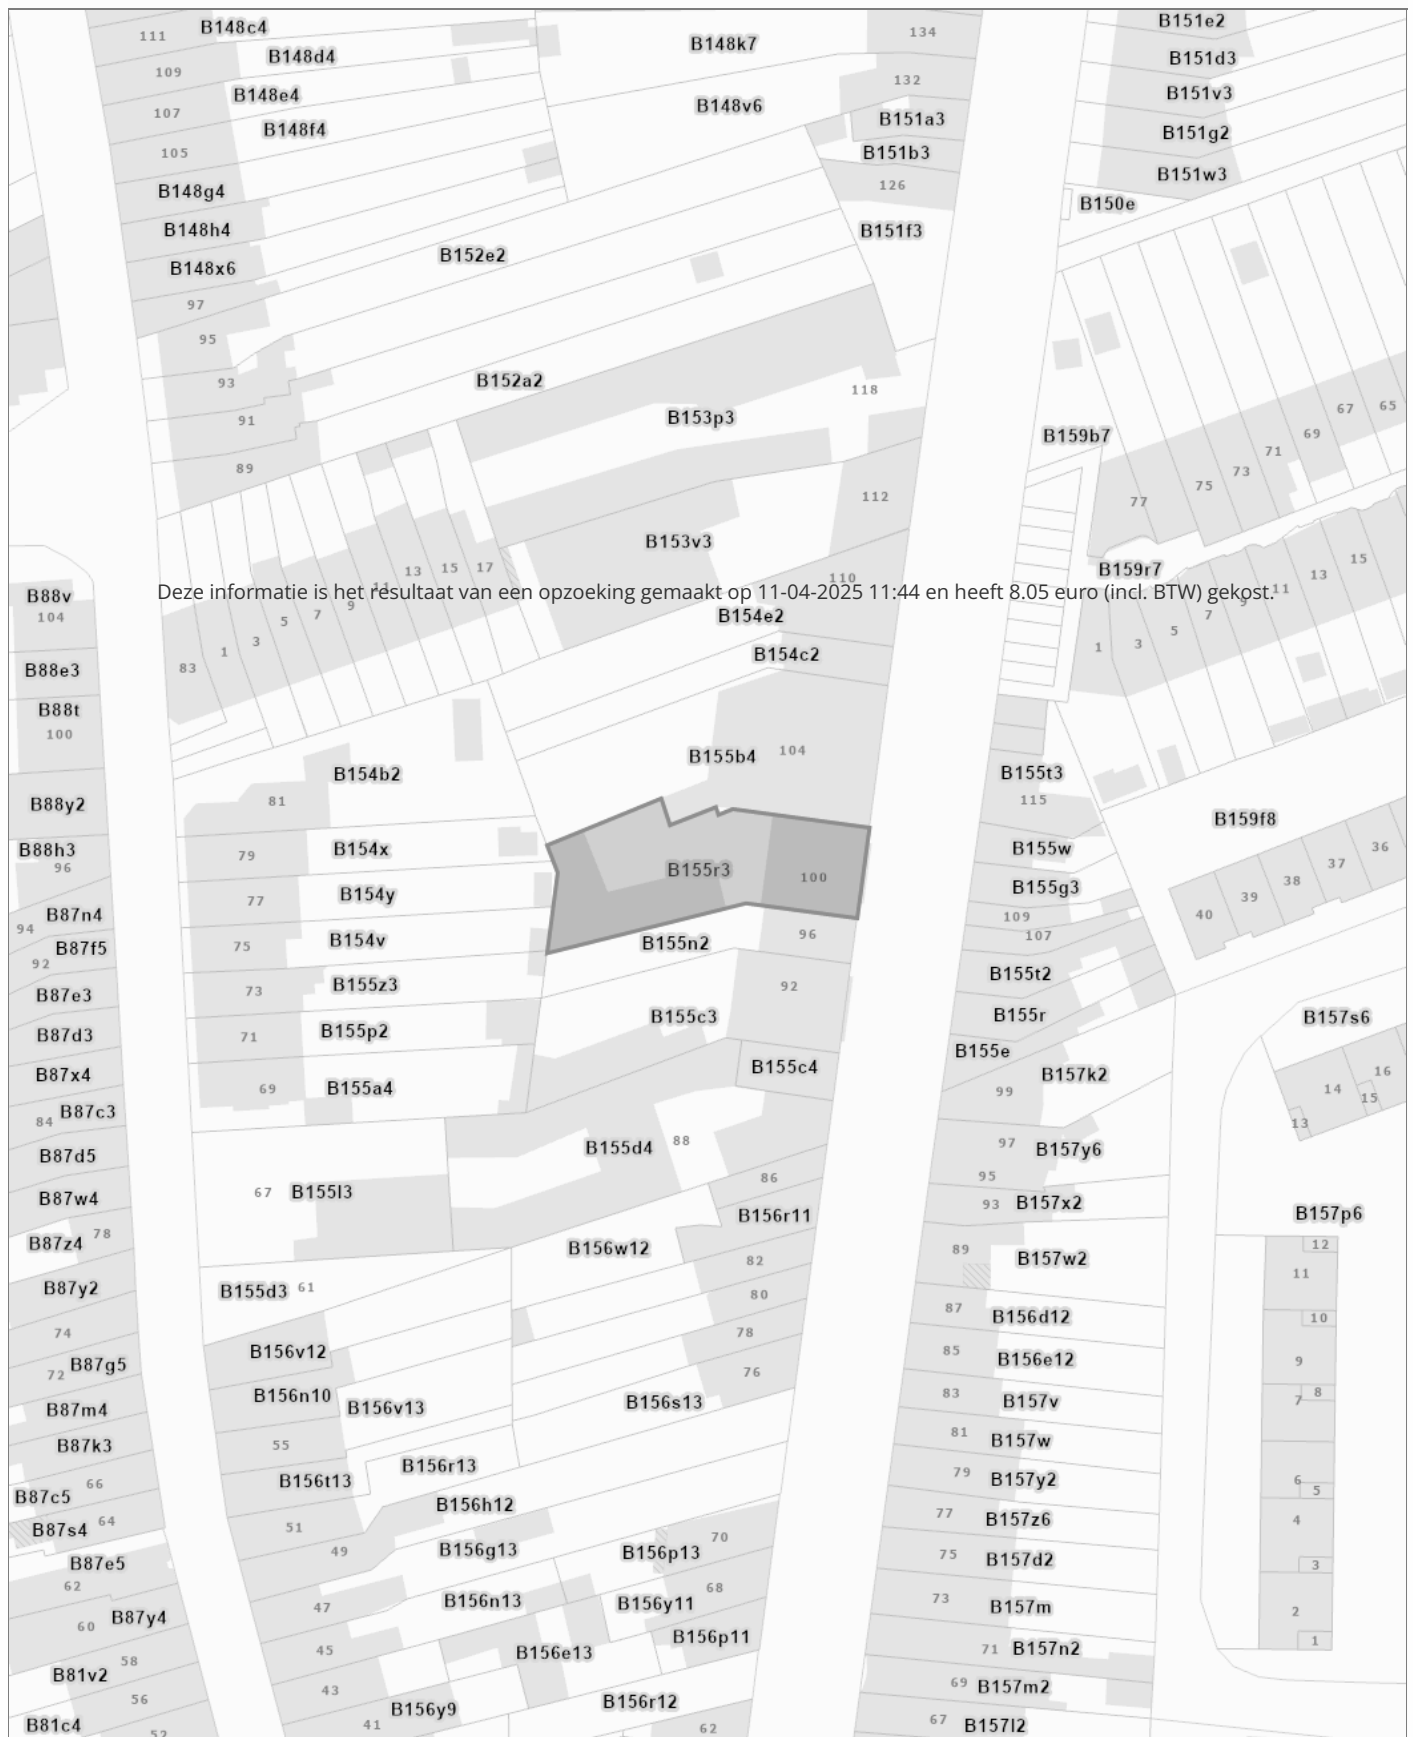 B148c4
B151e2
111
134
B148k7
B148d4
B151d3
109
132
B148e4
B151v3
B148v6
107
B151a3
B148f4
B151g2
105
B151b3
B151w3
126
B148g4
B150e
B148h4
B151f3
B152e2
B148x6
97
95
93
B152a2
118
65
67
91
B153p3
69
B159b7
71
89
73
75
112
77
B153v3
15
17
15
13
B159r7
13
110
11
11
Deze informatie is het resultaat van een opzoeking gemaakt op 11-04-2025 11:44 en heeft 8.05 euro (incl. BTW) gekost.
B88v
9
9
104
7
7
B154e2
5
5
3
3
1
1
B154c2
83
B88e3
B88t
100
104
B155b4
B154b2
B155t3
81
115
B88y2
B159f8
36
B88h3
79
B154x
B155w
37
96
B155r3
100
38
77
B154y
B155g3
39
B87n4
109
40
94
96
107
75
B154v
B155n2
B87f5
92
B155t2
B87e3
73
B155z3
92
B155c3
B155r
B157s6
B87d3
71
B155p2
B155e
B155c4
B87x4
B157k2
16
69
B155a4
99
14
15
84
B87c3
13
B155d4
88
97
B157y6
B87d5
95
86
67
B155l3
B87w4
93
B157x2
B156r11
B157p6
78
B87z4
B156w12
89
B157w2
12
82
11
B155d3
61
B87y2
80
87
B156d12
10
74
78
B156v12
85
B156e12
9
72
B87g5
76
B156n10
B156v13
B156s13
83
B157v
8
7
B87m4
81
B157w
55
B87k3
B156r13
79
B157y2
6
B156t13
66
5
B87c5
B156h12
77
B157z6
4
B87s4
64
51
70
49
B156g13
B156p13
75
B157d2
3
B87e5
62
68
73
B157m
2
B156n13
B156y11
47
B87y4
60
B156p11
1
45
B156e13
71
B157n2
58
B81v2
69
B157m2
43
56
B156r12
B156y9
67
B157l2
B81c4
41
62
52